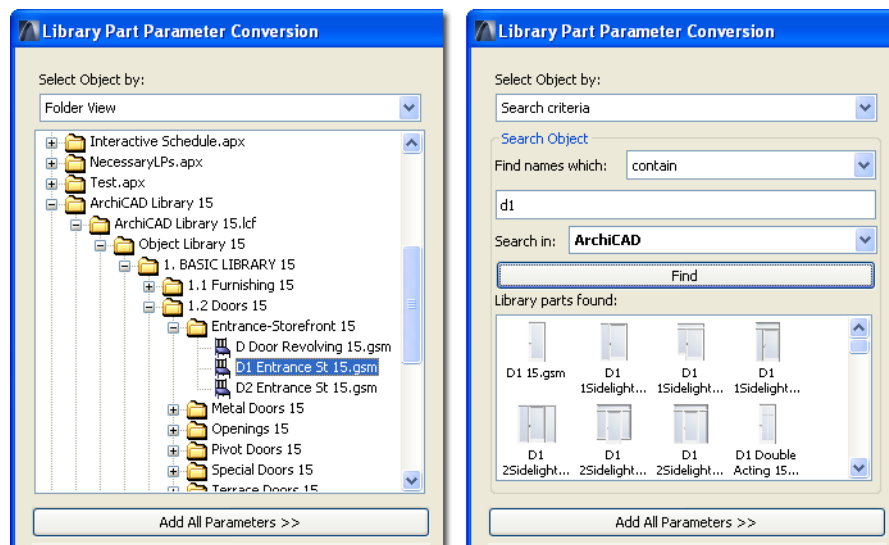 Library Part Parameter Conversion
Select Object by:
Folder View
Interactive Schedule.apx
NecessaryLPs.apx
Test.apx
ArchiCAD Library 15
ArchiCAD Library 15.lcf
Object Library 15
1. BASIC LIBRARY 15
1.1 Furnishing 15
1.2 Doors 15
Entrance-Storefront 15
D Door Revolving 15.gsm
D1 Entrance St 15.gsm
D2 Entrance St 15.gsm
Metal Doors 15
Openings 15
Pivot Doors 15
Special Doors 15
Terrace Doors 15
Add All Parameters >>
Library Part Parameter Conversion
Select Object by:
Search criteria
Search Object
Find names which: contain
d1
Search in: ArchiCAD
Find
Library parts found:
D1 15.gsm D1 D1 D1
1Sidelight... 1Sidelight... 1Sidelight...
D1 D1 D1 D1 Double
2Sidelight... 2Sidelight... 2Sidelight... Acting 15...
Add All Parameters >>